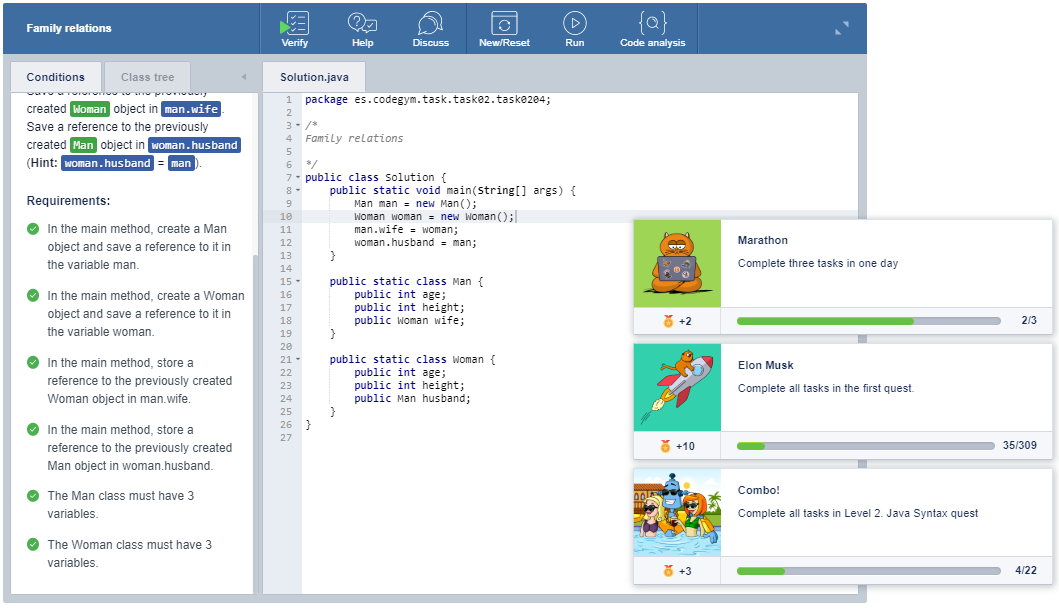 Family relations
Verify
Help
Discuss
New/Reset
Run
Code analysis
Conditions
Class tree
Solution.java
Save a reference to the previously
created Woman object in man.wife.
Save a reference to the previously
created Man object in woman.husband
(Hint: woman.husband = man).
Requirements:
In the main method, create a Man
object and save a reference to it in
the variable man.
In the main method, create a Woman
object and save a reference to it in
the variable woman.
In the main method, store a
reference to the previously created
Woman object in man.wife.
In the main method, store a
reference to the previously created
Man object in woman.husband.
The Man class must have 3
variables.
The Woman class must have 3
variables.
1 package es.codegym.task.task02.task0204;
2
3 /*
4 Family relations
5
6 */
7 public class Solution {
8 public static void main(String[] args) {
9 Man man = new Man();
10 Woman woman = new Woman();
11 man.wife = woman;
12 woman.husband = man;
13 }
14
15 public static class Man {
16 public int age;
17 public int height;
18 public Woman wife;
19 }
20
21 public static class Woman {
22 public int age;
23 public int height;
24 public Man husband;
25 }
26 }
27
Marathon
Complete three tasks in one day
+2
2/3
Elon Musk
Complete all tasks in the first quest.
+10
35/309
Combo!
Complete all tasks in Level 2. Java Syntax quest
+3
4/22